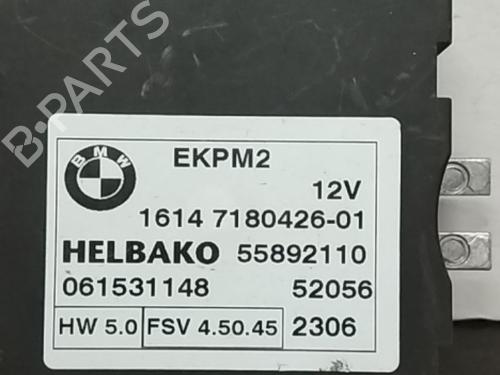 B-PARTS
BMW
EKPM2
12V
1614 7180426-01
HELBAKO 55892110
061531148 52056
HW 5.0 FSV 4.50.45 2306